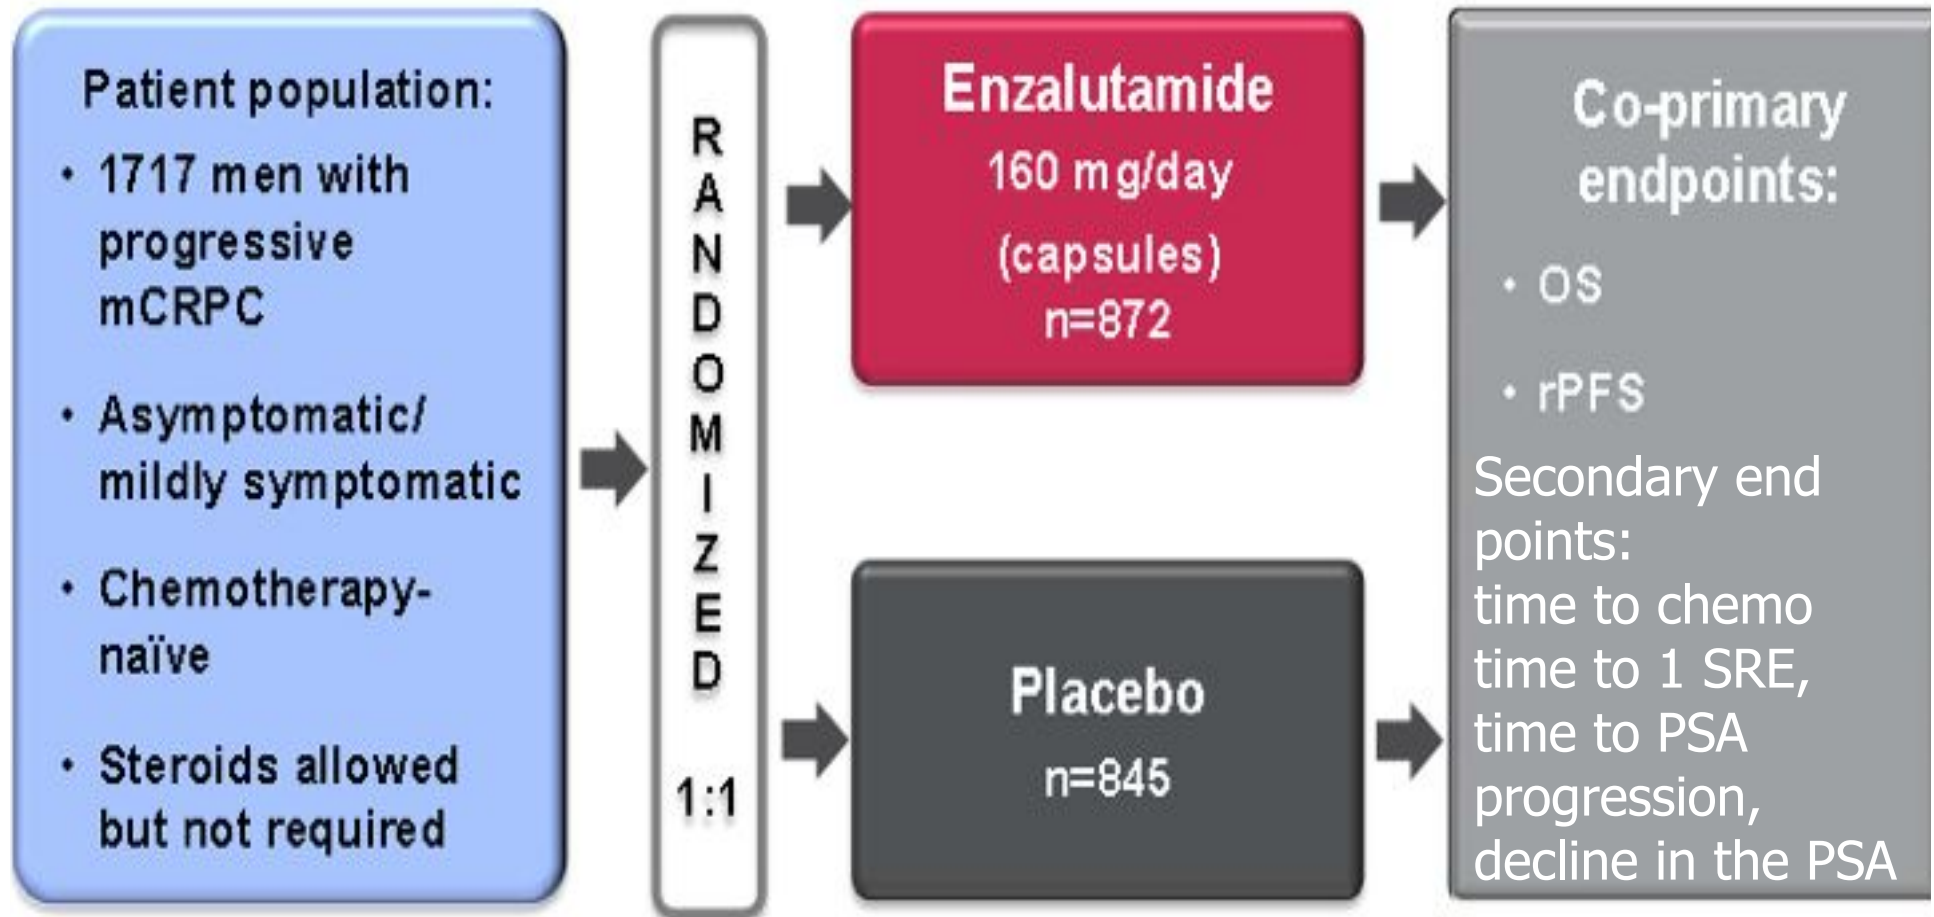 Patient population:
• 1717 men with
progressive
mCRPC
• Asymptomatic/
mildly symptomatic
• Chemotherapy-
naïve
• Steroids allowed
but not required
RANDOMIZED
1:1
Enzalutamide
160 mg/day
(capsules)
n=872
Placebo
n=845
Co-primary
endpoints:
• OS
• rPFS
Secondary end
points:
time to chemo
time to 1 SRE,
time to PSA
progression,
decline in the PSA